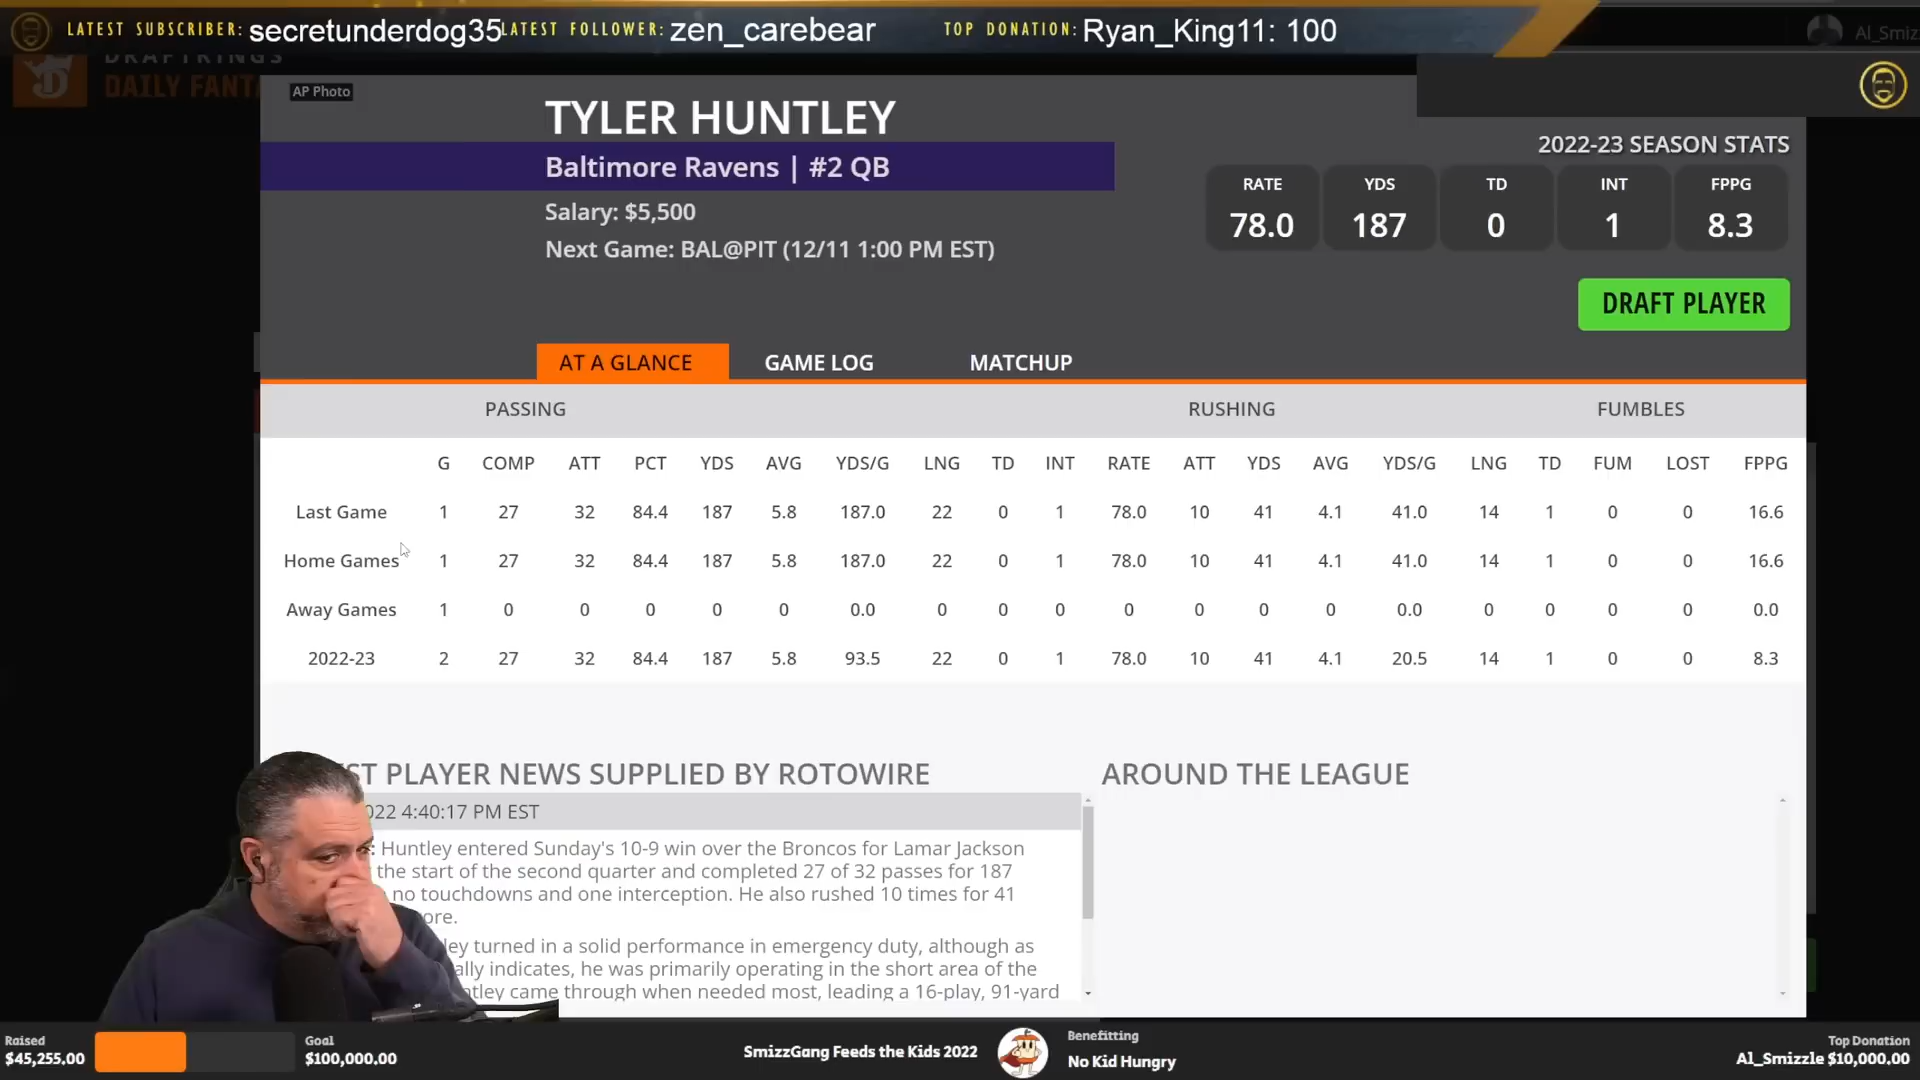 LATEST SUBSCRIBER: secretunderdog35 LATEST FOLLOWER: zen_carebear TOP DONATION: Ryan_King11: 100
Al_Smizz
DRAFTKINGS
DAILY FANTA
AP Photo
TYLER HUNTLEY
Baltimore Ravens | #2 QB
Salary: $5,500
Next Game: BAL@PIT (12/11 1:00 PM EST)
2022-23 SEASON STATS
RATE YDS TD INT FPPG
78.0 187 0 1 8.3
DRAFT PLAYER
AT A GLANCE GAME LOG MATCHUP
PASSING RUSHING FUMBLES
G COMP ATT PCT YDS AVG YDS/G LNG TD INT RATE ATT YDS AVG YDS/G LNG TD FUM LOST FPPG
Last Game 1 27 32 84.4 187 5.8 187.0 22 0 1 78.0 10 41 4.1 41.0 14 1 0 0 16.6
Home Games 1 27 32 84.4 187 5.8 187.0 22 0 1 78.0 10 41 4.1 41.0 14 1 0 0 16.6
Away Games 1 0 0 0 0 0 0.0 0 0 0 0 0 0 0 0.0 0 0 0 0 0.0
2022-23 2 27 32 84.4 187 5.8 93.5 22 0 1 78.0 10 41 4.1 20.5 14 1 0 0 8.3
ST PLAYER NEWS SUPPLIED BY ROTOWIRE
AROUND THE LEAGUE
022 4:40:17 PM EST
: Huntley entered Sunday's 10-9 win over the Broncos for Lamar Jackson
the start of the second quarter and completed 27 of 32 passes for 187
no touchdowns and one interception. He also rushed 10 times for 41
ore.
ley turned in a solid performance in emergency duty, although as
ally indicates, he was primarily operating in the short area of the
ntley came through when needed most, leading a 16-play, 91-yard
Raised
$45,255.00
Goal
$100,000.00
SmizzGang Feeds the Kids 2022
Benefitting
No Kid Hungry
Top Donation
Al_Smizzle $10,000.00